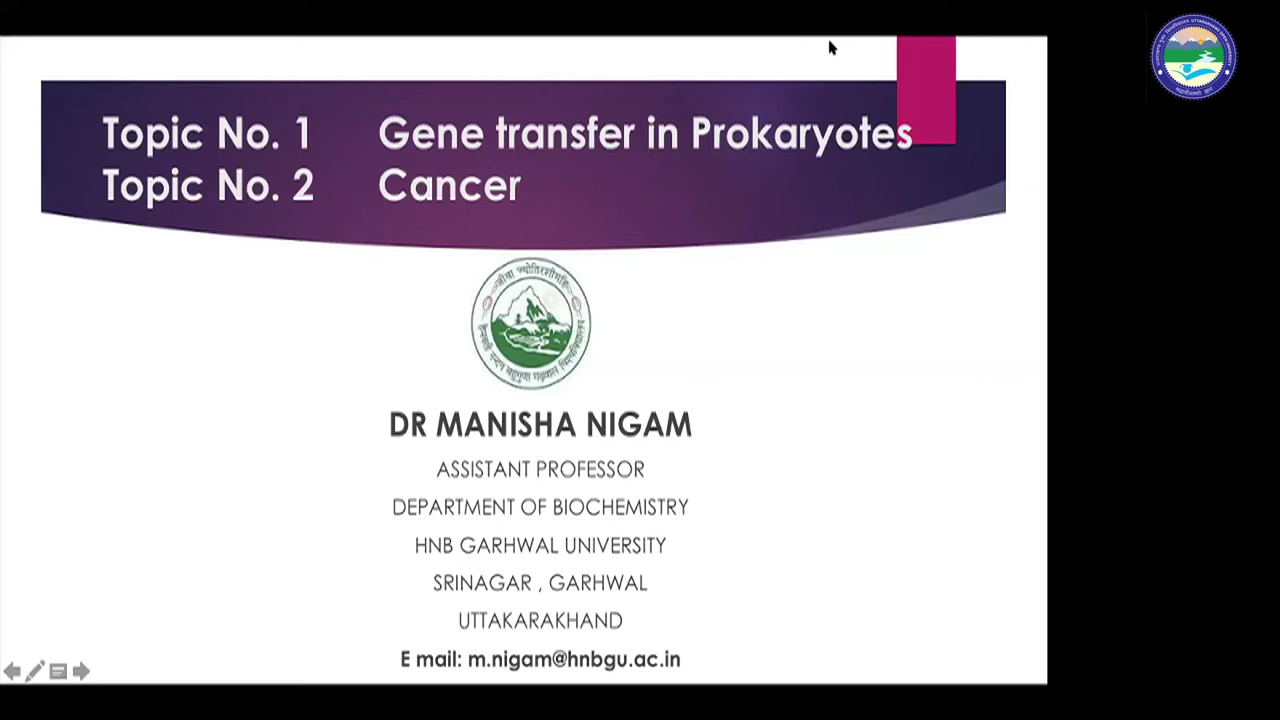 Topic No. 1 Gene transfer in Prokaryotes
Topic No. 2 Cancer
DR MANISHA NIGAM
ASSISTANT PROFESSOR
DEPARTMENT OF BIOCHEMISTRY
HNB GARHWAL UNIVERSITY
SRINAGAR , GARHWAL
UTTAKARAKHAND
E mail: m.nigam@hnbgu.ac.in